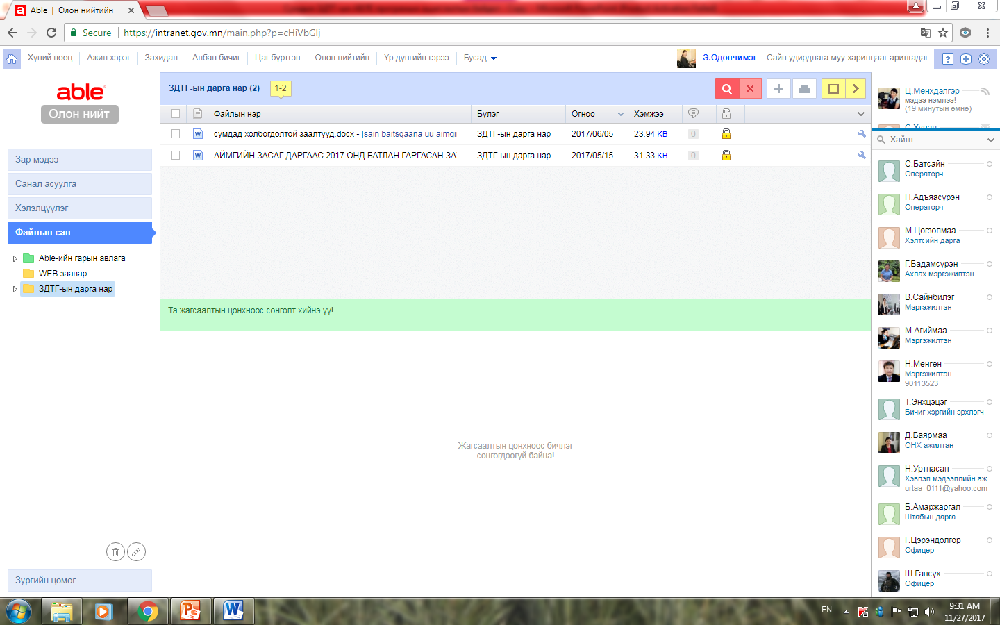 Able | Олон нийтийн
Secure | https://intranet.gov.mn/main.php?p=cHiVbGlj
Хүний нөөц | Ажил хэрэг | Захидал | Албан бичиг | Цаг бүртгэл | Олон нийтийн | Үр дүнгийн гэрээ | Бусад
Э.Одончимэг - Сайн удирдлага муу харилцааг арилгадаг
able
Олон нийт
Зар мэдээ
Санал асуулга
Хэлэлцүүлэг
Файлын сан
Able-ийн гарын авлага
WEB заавар
ЗДТГ-ын дарга нар
Зургийн цомог
ЗДТГ-ын дарга нар (2) 1-2
Файлын нэр Бүлэг Огноо Хэмжээ
сумдад холбогдолтой заалтууд.docx - [sain baitsgaana uu aimgi ЗДТГ-ын дарга нар 2017/06/05 23.94 KB 0
АЙМГИЙН ЗАСАГ ДАРГААС 2017 ОНД БАТЛАН ГАРГАСАН ЗА ЗДТГ-ын дарга нар 2017/05/15 31.33 KB 0
Та жагсаалтын цонхноос сонголт хийнэ үү!
Жагсаалтын цонхноос бичлэг
сонгогдоогүй байна!
Ц.Мөнхдэлгэр
мэдээ нэмлээ!
(19 минутын өмнө)
С.Хулан
Хайлт ...
С.Батсайн
Операторч
Н.Адъяасүрэн
Операторч
М.Цогзолмаа
Хэлтсийн дарга
Г.Бадамсүрэн
Ахлах мэргэжилтэн
В.Сайнбилэг
Мэргэжилтэн
М.Агиймаа
Мэргэжилтэн
Н.Мөнгөн
Мэргэжилтэн
90113523
Т.Энхцэцэг
Бичиг хэргийн эрхлэгч
Д.Баярмаа
ОНХ ажилтан
Н.Уртнасан
Хэвлэл мэдээллийн аж...
urtaa_0111@yahoo.com
Б.Амаржаргал
Штабын дарга
Г.Цэрэндолгор
Офицер
Ш.Гансүх
Офицер
EN
9:31 AM
11/27/2017